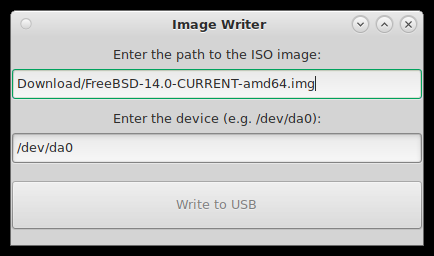 Image Writer
Enter the path to the ISO image:
Download/FreeBSD-14.0-CURRENT-amd64.img
Enter the device (e.g. /dev/da0):
/dev/da0
Write to USB